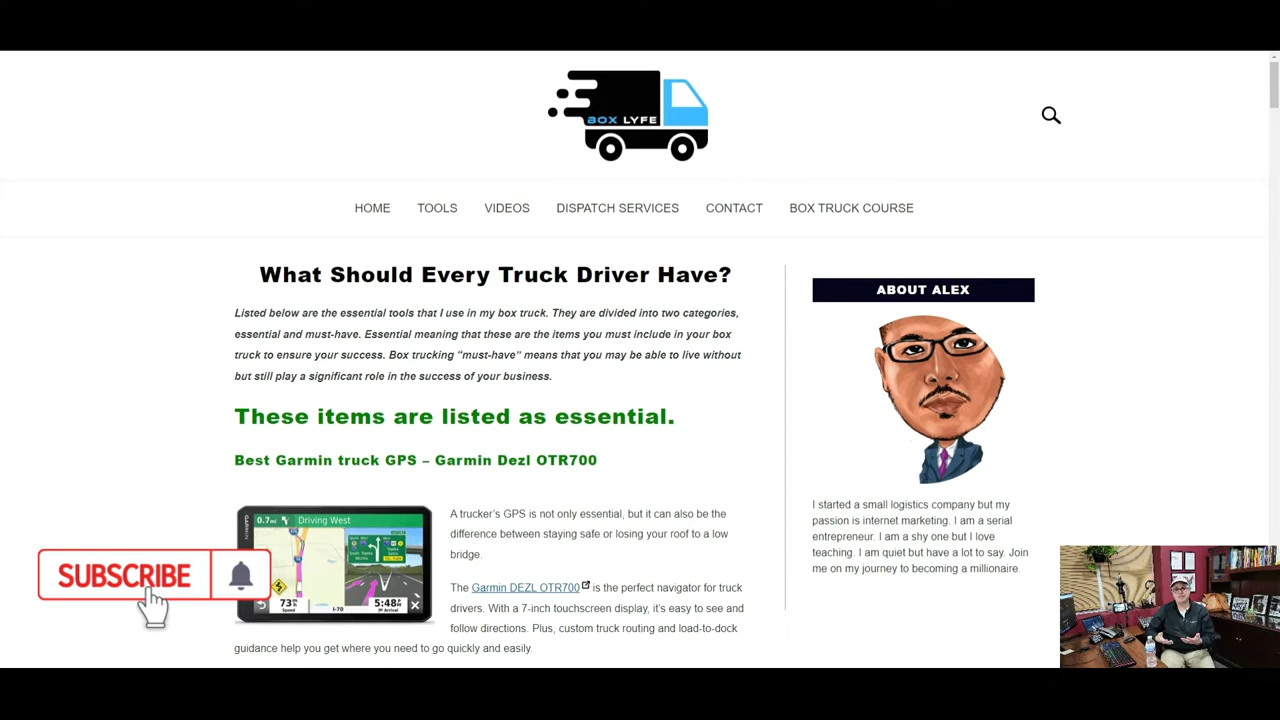 BOX LYFE
HOME TOOLS VIDEOS DISPATCH SERVICES CONTACT BOX TRUCK COURSE
What Should Every Truck Driver Have?
Listed below are the essential tools that I use in my box truck. They are divided into two categories,
essential and must-have. Essential meaning that these are the items you must include in your box
truck to ensure your success. Box trucking “must-have” means that you may be able to live without
but still play a significant role in the success of your business.
These items are listed as essential.
Best Garmin truck GPS – Garmin Dezl OTR700
GARMIN
0.7mi Driving West
73 Speed
I-70
5:48 Arrival
A trucker’s GPS is not only essential, but it can also be the
difference between staying safe or losing your roof to a low
bridge.
The Garmin DEZL OTR700 is the perfect navigator for truck
drivers. With a 7-inch touchscreen display, it’s easy to see and
follow directions. Plus, custom truck routing and load-to-dock
guidance help you get where you need to go quickly and easily.
ABOUT ALEX
I started a small logistics company but my
passion is internet marketing. I am a serial
entrepreneur. I am a shy one but I love
teaching. I am quiet but have a lot to say. Join
me on my journey to becoming a millionaire.
SUBSCRIBE